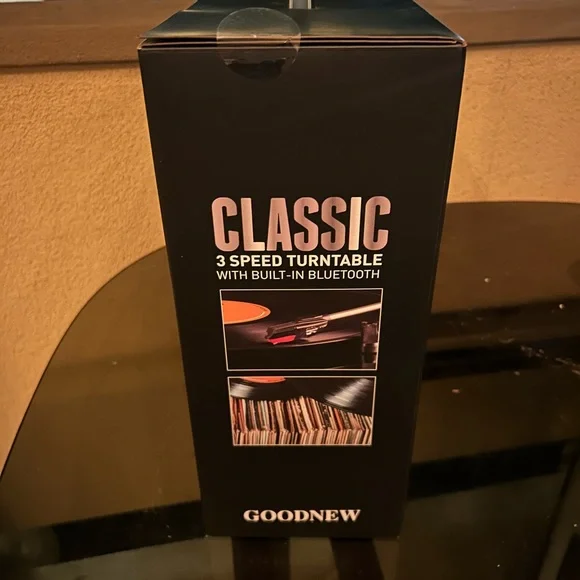 CLASSIC
3 SPEED TURNTABLE
WITH BUILT-IN BLUETOOTH
GOODNEW